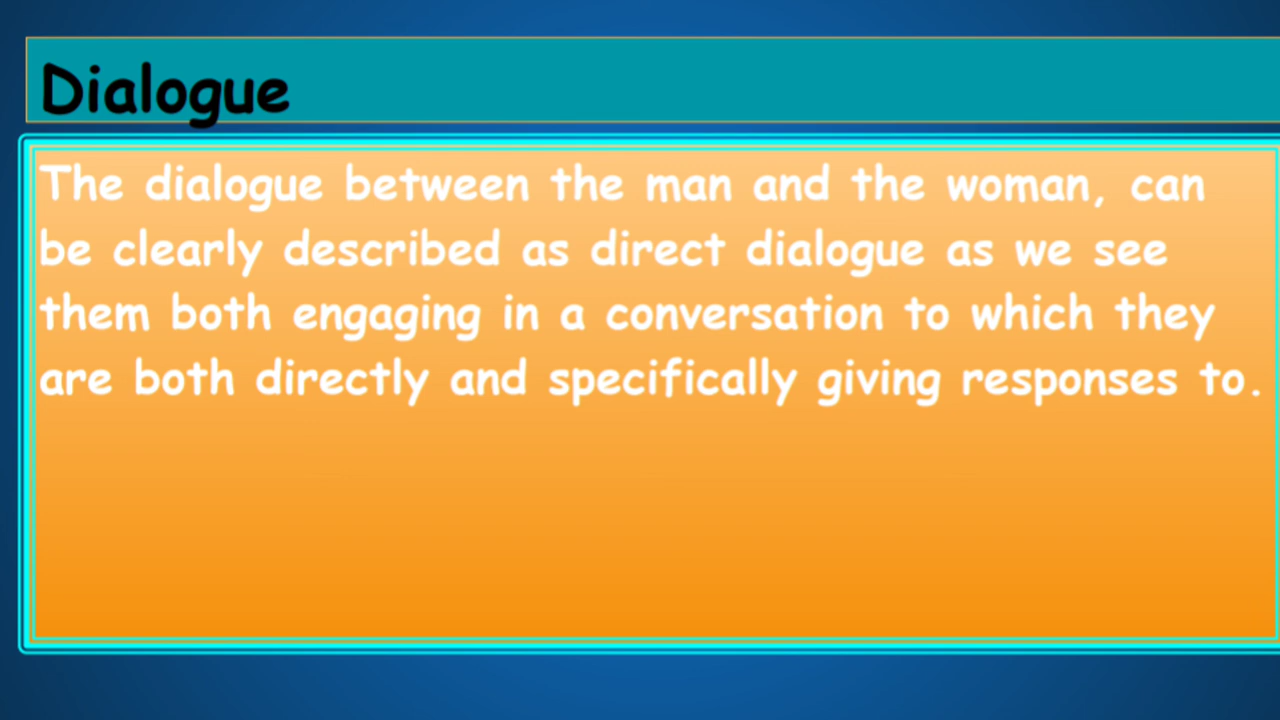 Dialogue
The dialogue between the man and the woman, can
be clearly described as direct dialogue as we see
them both engaging in a conversation to which they
are both directly and specifically giving responses to.